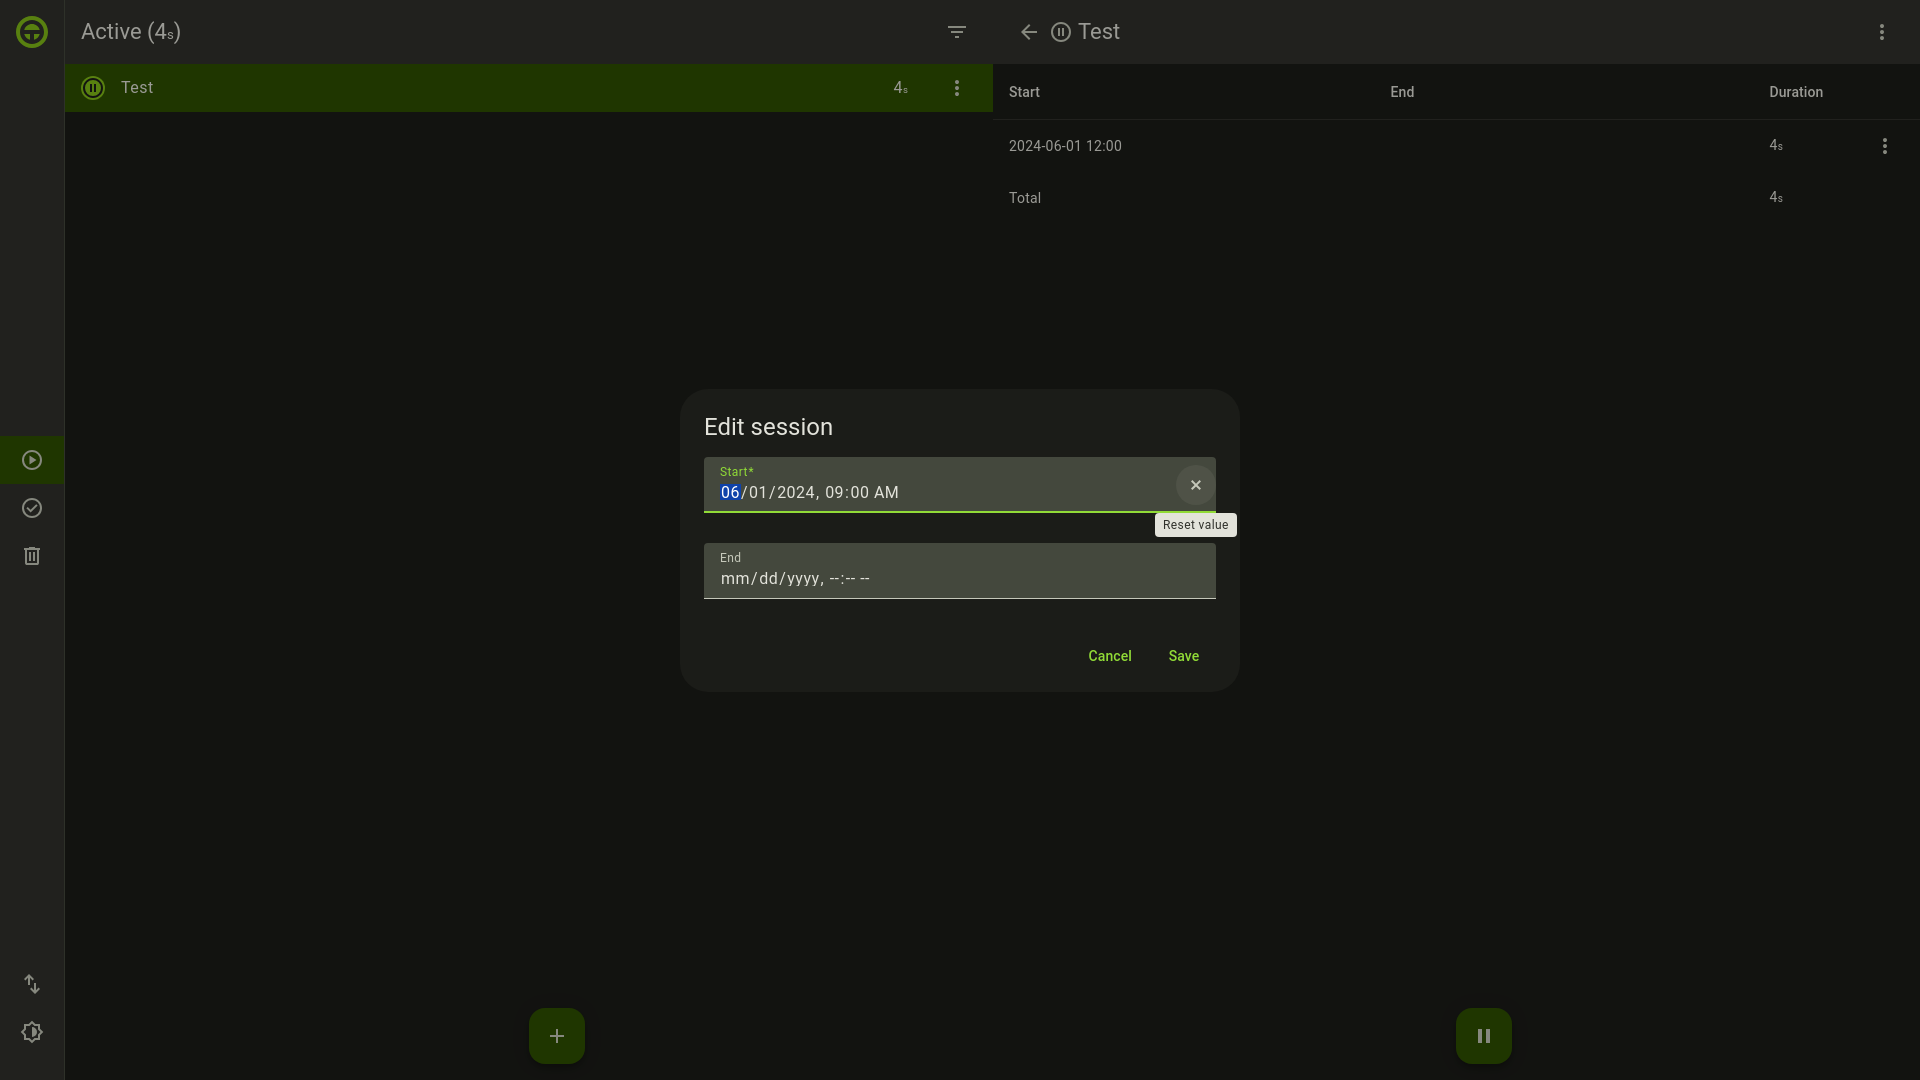 Active (4s)
Test
Test
4s
Start
End
Duration
2024-06-01 12:00
4s
Total
4s
Edit session
Start*
06/01/2024, 09:00 AM
Reset value
End
mm/dd/yyyy, --:-- --
Cancel
Save